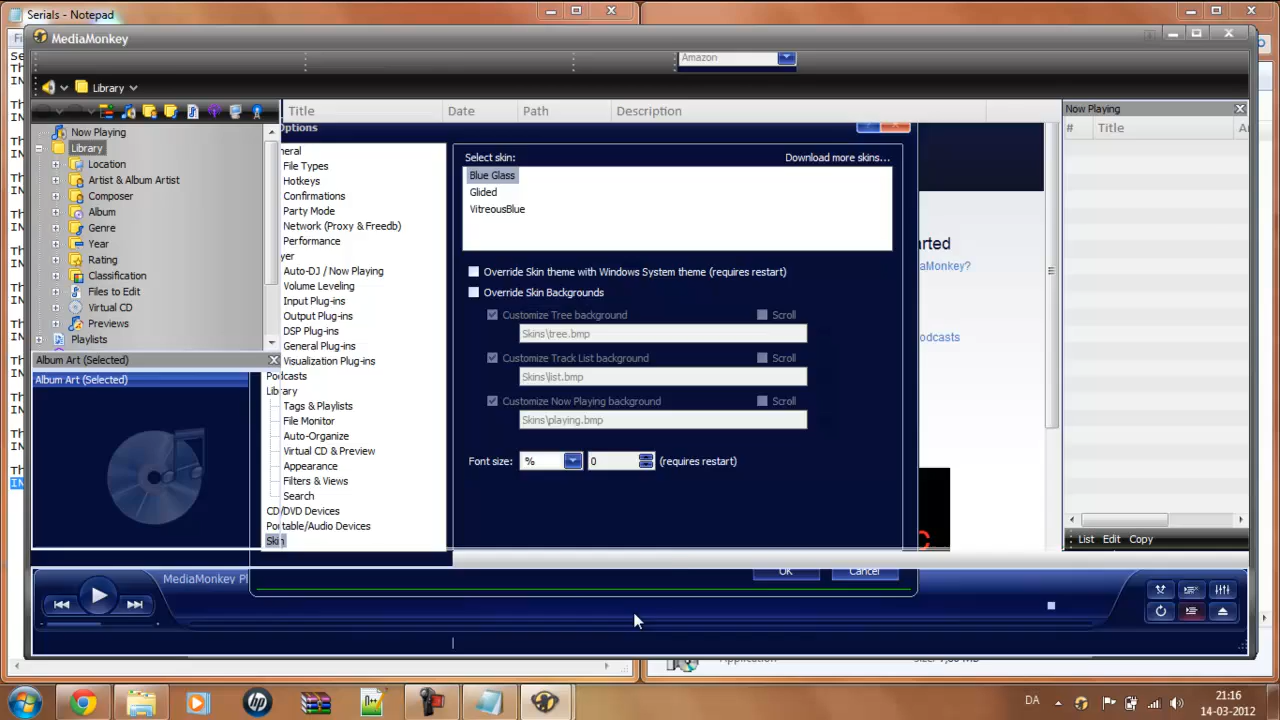 Serials - Notepad
MediaMonkey
Amazon
Library
Title Date Path Description
Now Playing
# Title
Now Playing
Library
Location
Artist & Album Artist
Composer
Album
Genre
Year
Rating
Classification
Files to Edit
Virtual CD
Previews
Playlists
Album Art (Selected)
Album Art (Selected)
File Types
Hotkeys
Confirmations
Party Mode
Network (Proxy & Freedb)
Performance
Auto-DJ / Now Playing
Volume Leveling
Input Plug-ins
Output Plug-ins
DSP Plug-ins
General Plug-ins
Visualization Plug-ins
Podcasts
Library
Tags & Playlists
File Monitor
Auto-Organize
Virtual CD & Preview
Appearance
Filters & Views
Search
CD/DVD Devices
Portable/Audio Devices
Skin
Select skin: Download more skins...
Blue Glass
Glided
VitreousBlue
Override Skin theme with Windows System theme (requires restart)
Override Skin Backgrounds
Customize Tree background Scroll
Skins\tree.bmp
Customize Track List background Scroll
Skins\list.bmp
Customize Now Playing background Scroll
Skins\playing.bmp
Font size: % 0 (requires restart)
OK Cancel
List Edit Copy
MediaMonkey Pl
DA
21:16
14-03-2012